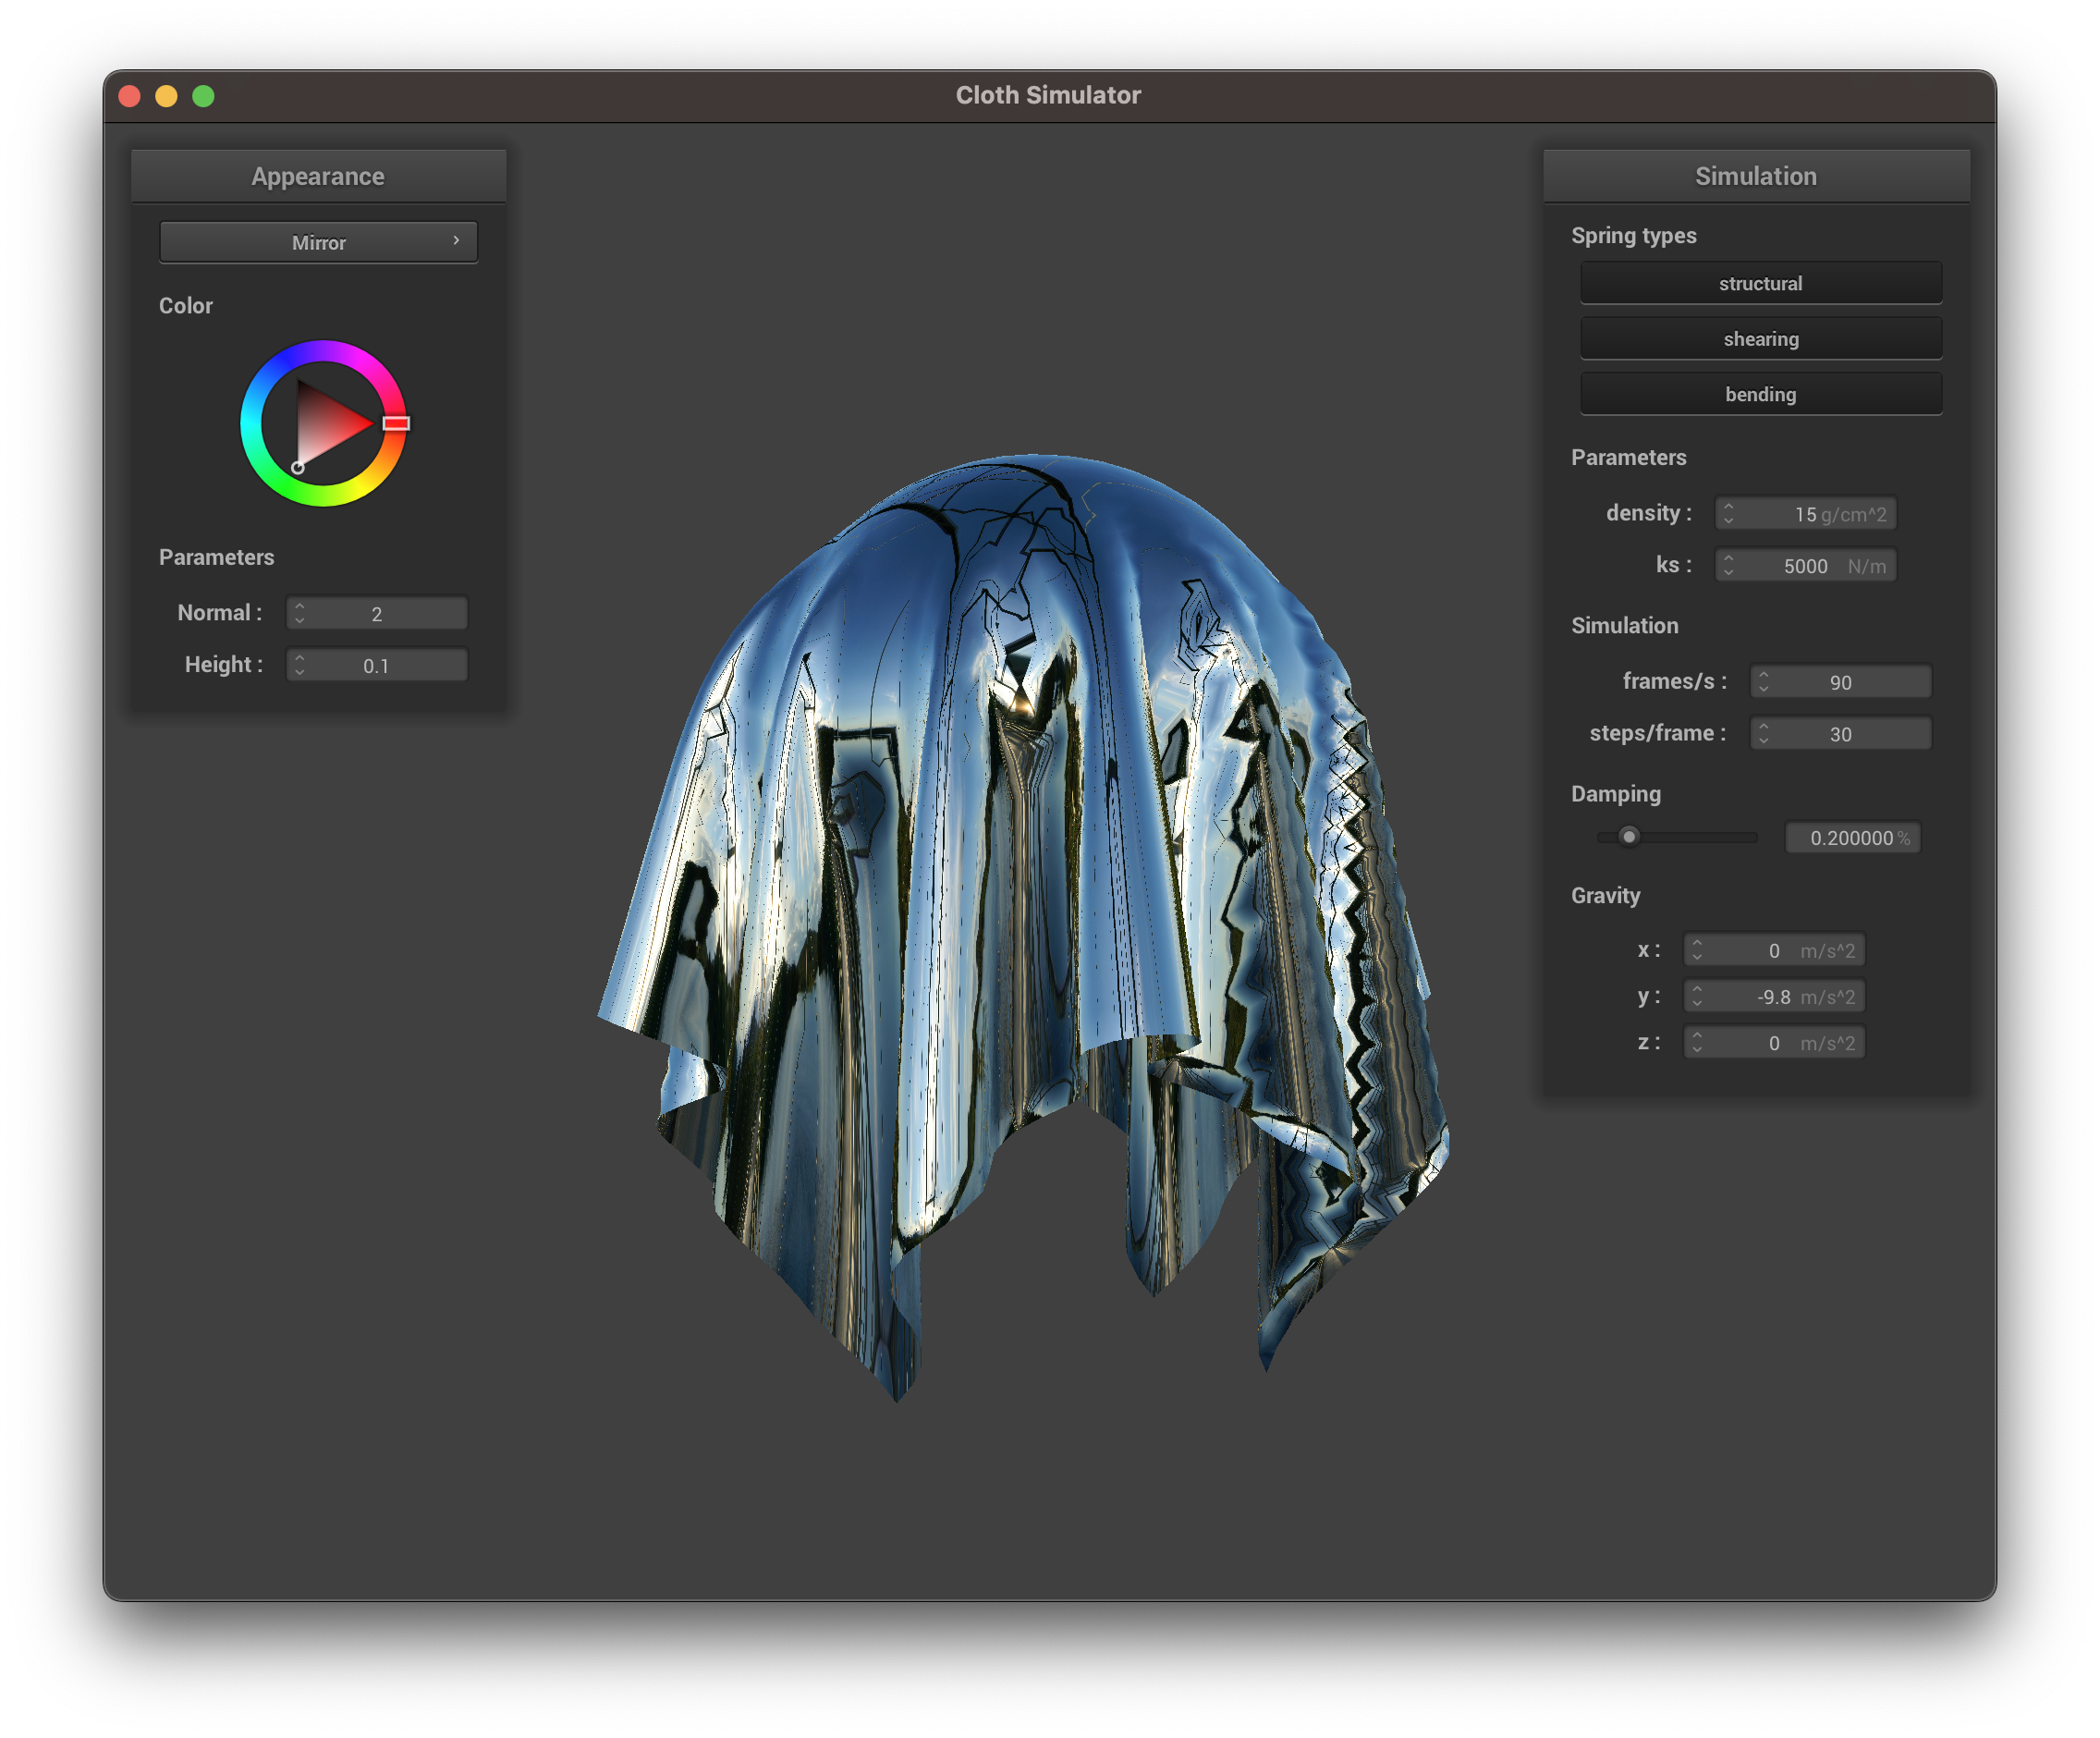 Cloth Simulator
Appearance
Mirror
Color
Parameters
Normal : 2
Height : 0.1
Simulation
Spring types
structural
shearing
bending
Parameters
density : 15 g/cm^2
ks : 5000 N/m
Simulation
frames/s : 90
steps/frame : 30
Damping
0.200000 %
Gravity
x : 0 m/s^2
y : -9.8 m/s^2
z : 0 m/s^2